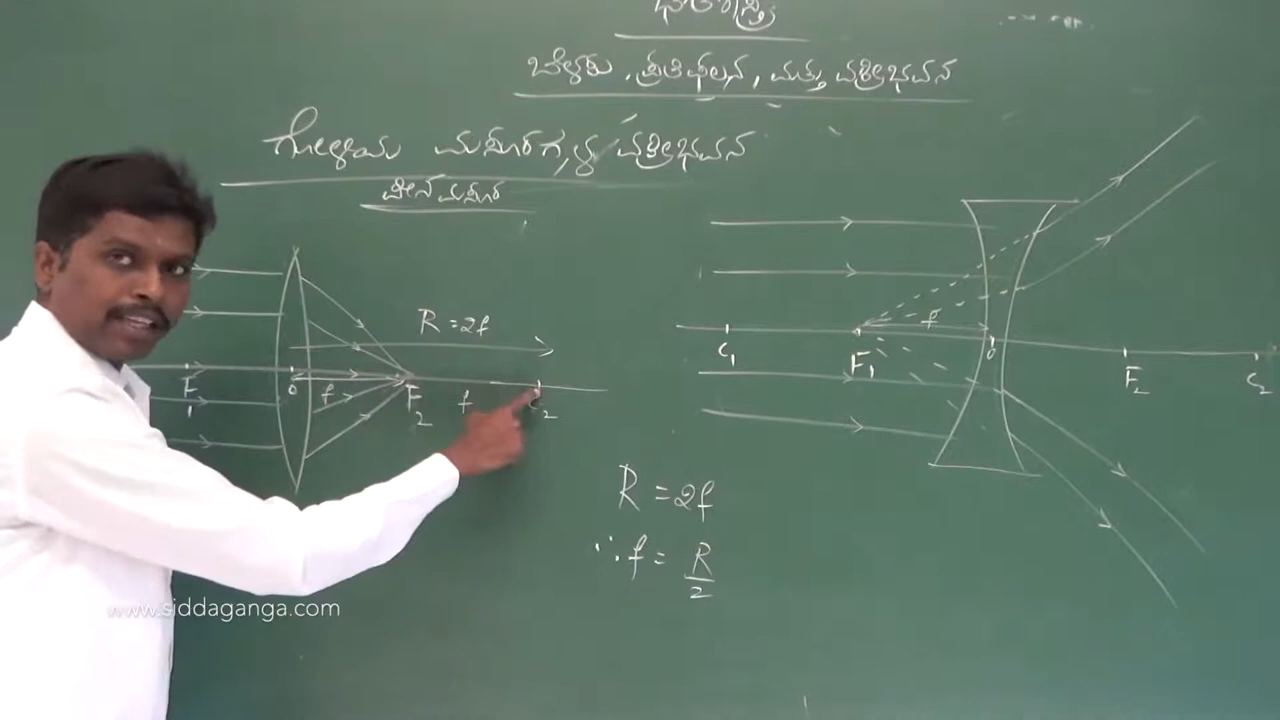 ಭೌತಶಾಸ್ತ್ರ
ಬೆಳಕು, ಪ್ರತಿಫಲನ, ಮತ್ತು ವಕ್ರೀಭವನ
ಗೋಳೀಯ ಮಸೂರಗಳ ವಕ್ರೀಭವನ
ಪೀನ ಮಸೂರ
R = 2f
F1
O
f
F2
f
C2
C1
F1
f
O
F2
C2
R = 2f
∴ f = R/2
www.siddaganga.com